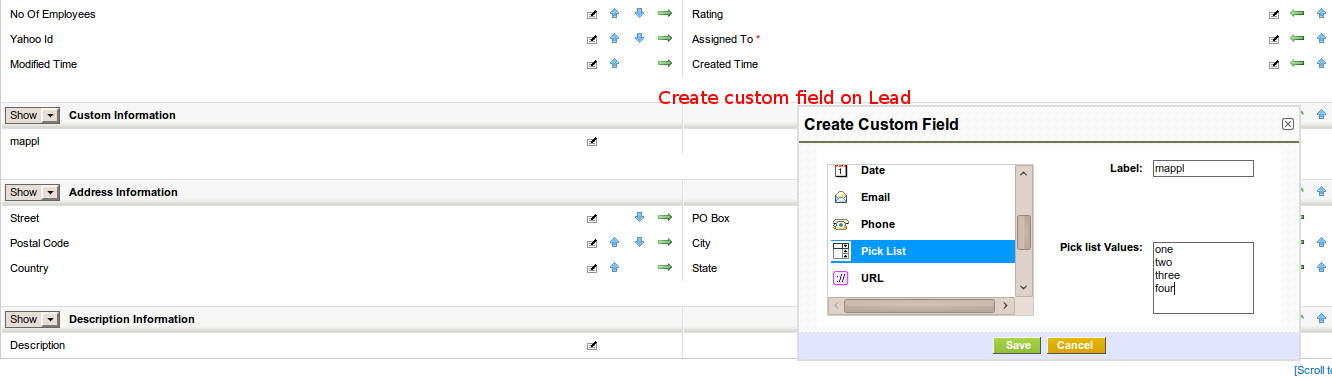 No Of Employees Rating
Yahoo Id Assigned To *
Modified Time Created Time
Create custom field on Lead
Show Custom Information
Create Custom Field
mappl
Date
Label: mappl
Show Address Information
Email
Street PO Box
Phone
Postal Code City
Pick List
Pick list Values: one
two
three
four
Country State
URL
Show Description Information
Description
Save Cancel
[Scroll to